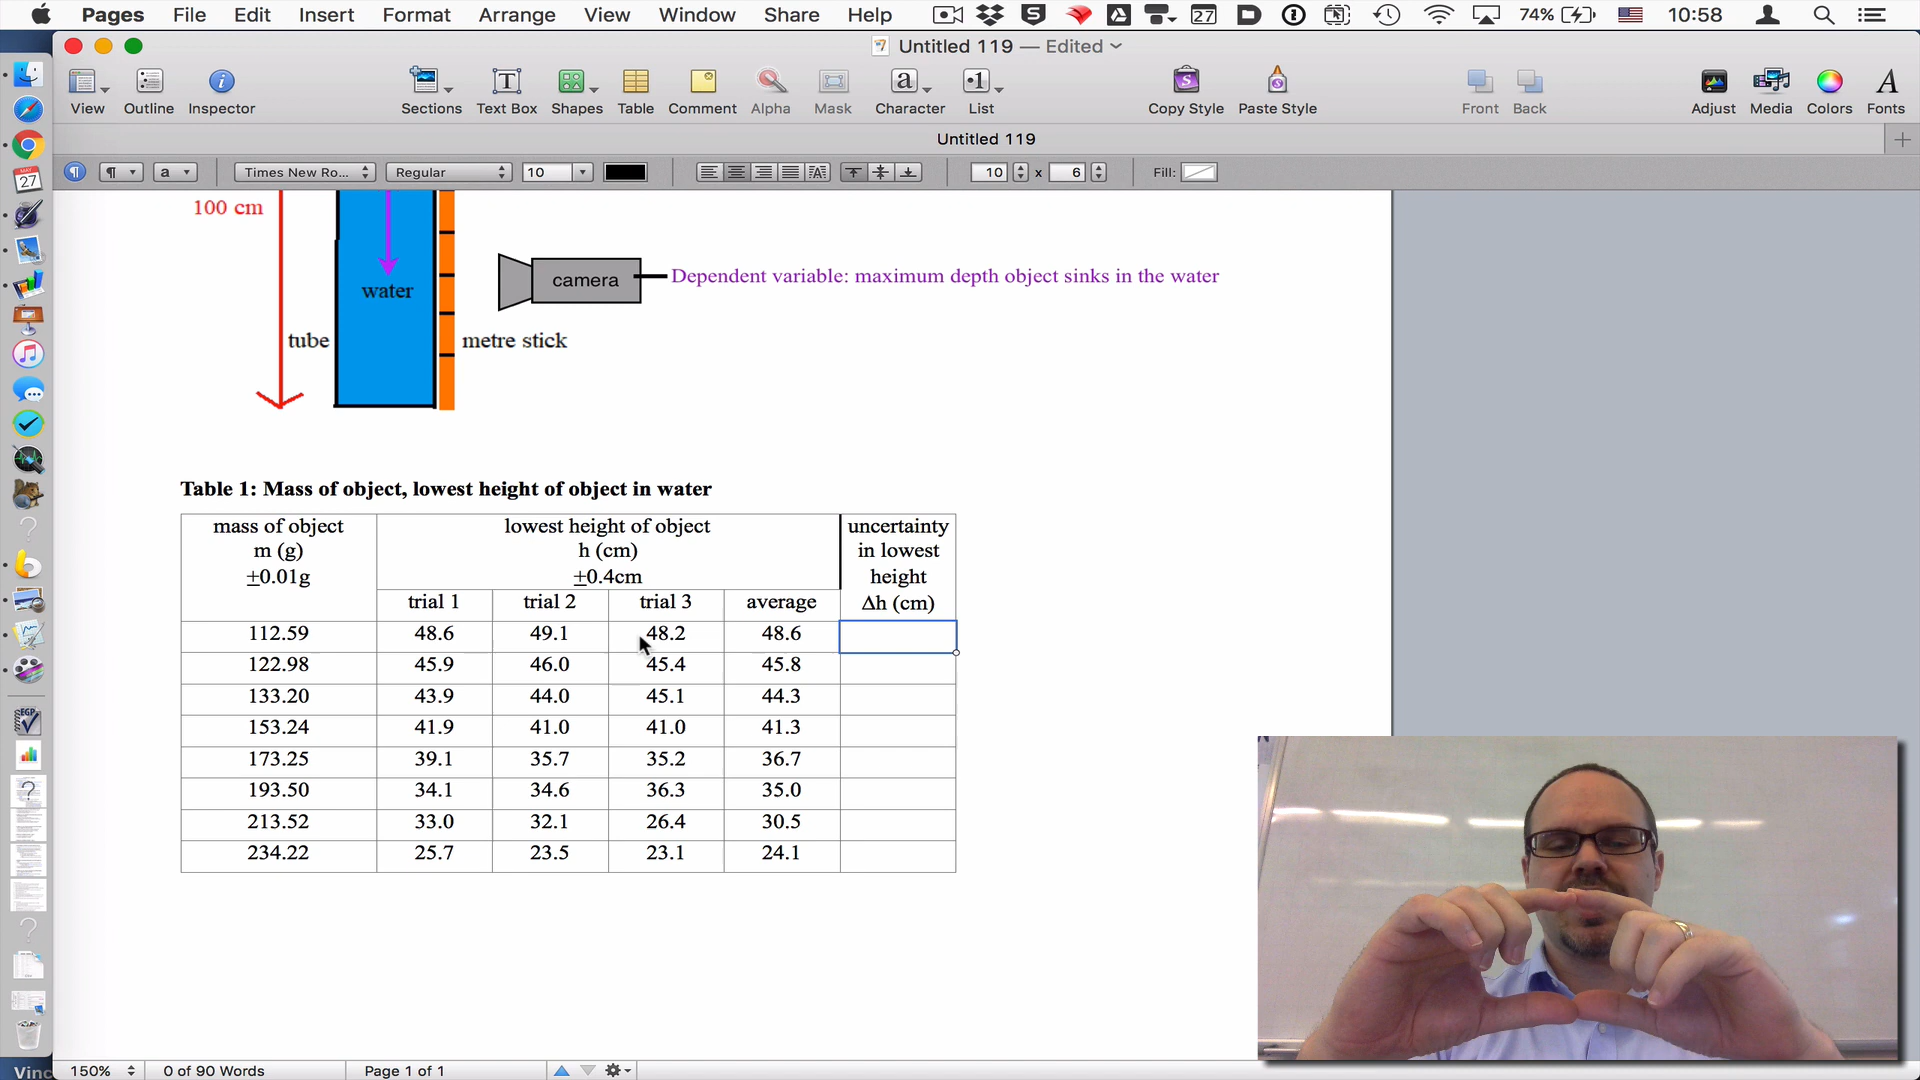 Pages File Edit Insert Format Arrange View Window Share Help 27 74% 10:58
Untitled 119 — Edited
View Outline Inspector Sections Text Box Shapes Table Comment Alpha Mask Character List Copy Style Paste Style Front Back Adjust Media Colors Fonts
Untitled 119
Times New Ro... Regular 10 10 x 6 Fill:
100 cm
water
camera
Dependent variable: maximum depth object sinks in the water
tube
metre stick
Table 1: Mass of object, lowest height of object in water
mass of object lowest height of object uncertainty
m (g) h (cm) in lowest
±0.01g ±0.4cm height
trial 1 trial 2 trial 3 average Δh (cm)
112.59 48.6 49.1 48.2 48.6
122.98 45.9 46.0 45.4 45.8
133.20 43.9 44.0 45.1 44.3
153.24 41.9 41.0 41.0 41.3
173.25 39.1 35.7 35.2 36.7
193.50 34.1 34.6 36.3 35.0
213.52 33.0 32.1 26.4 30.5
234.22 25.7 23.5 23.1 24.1
Vinc 150% 0 of 90 Words Page 1 of 1